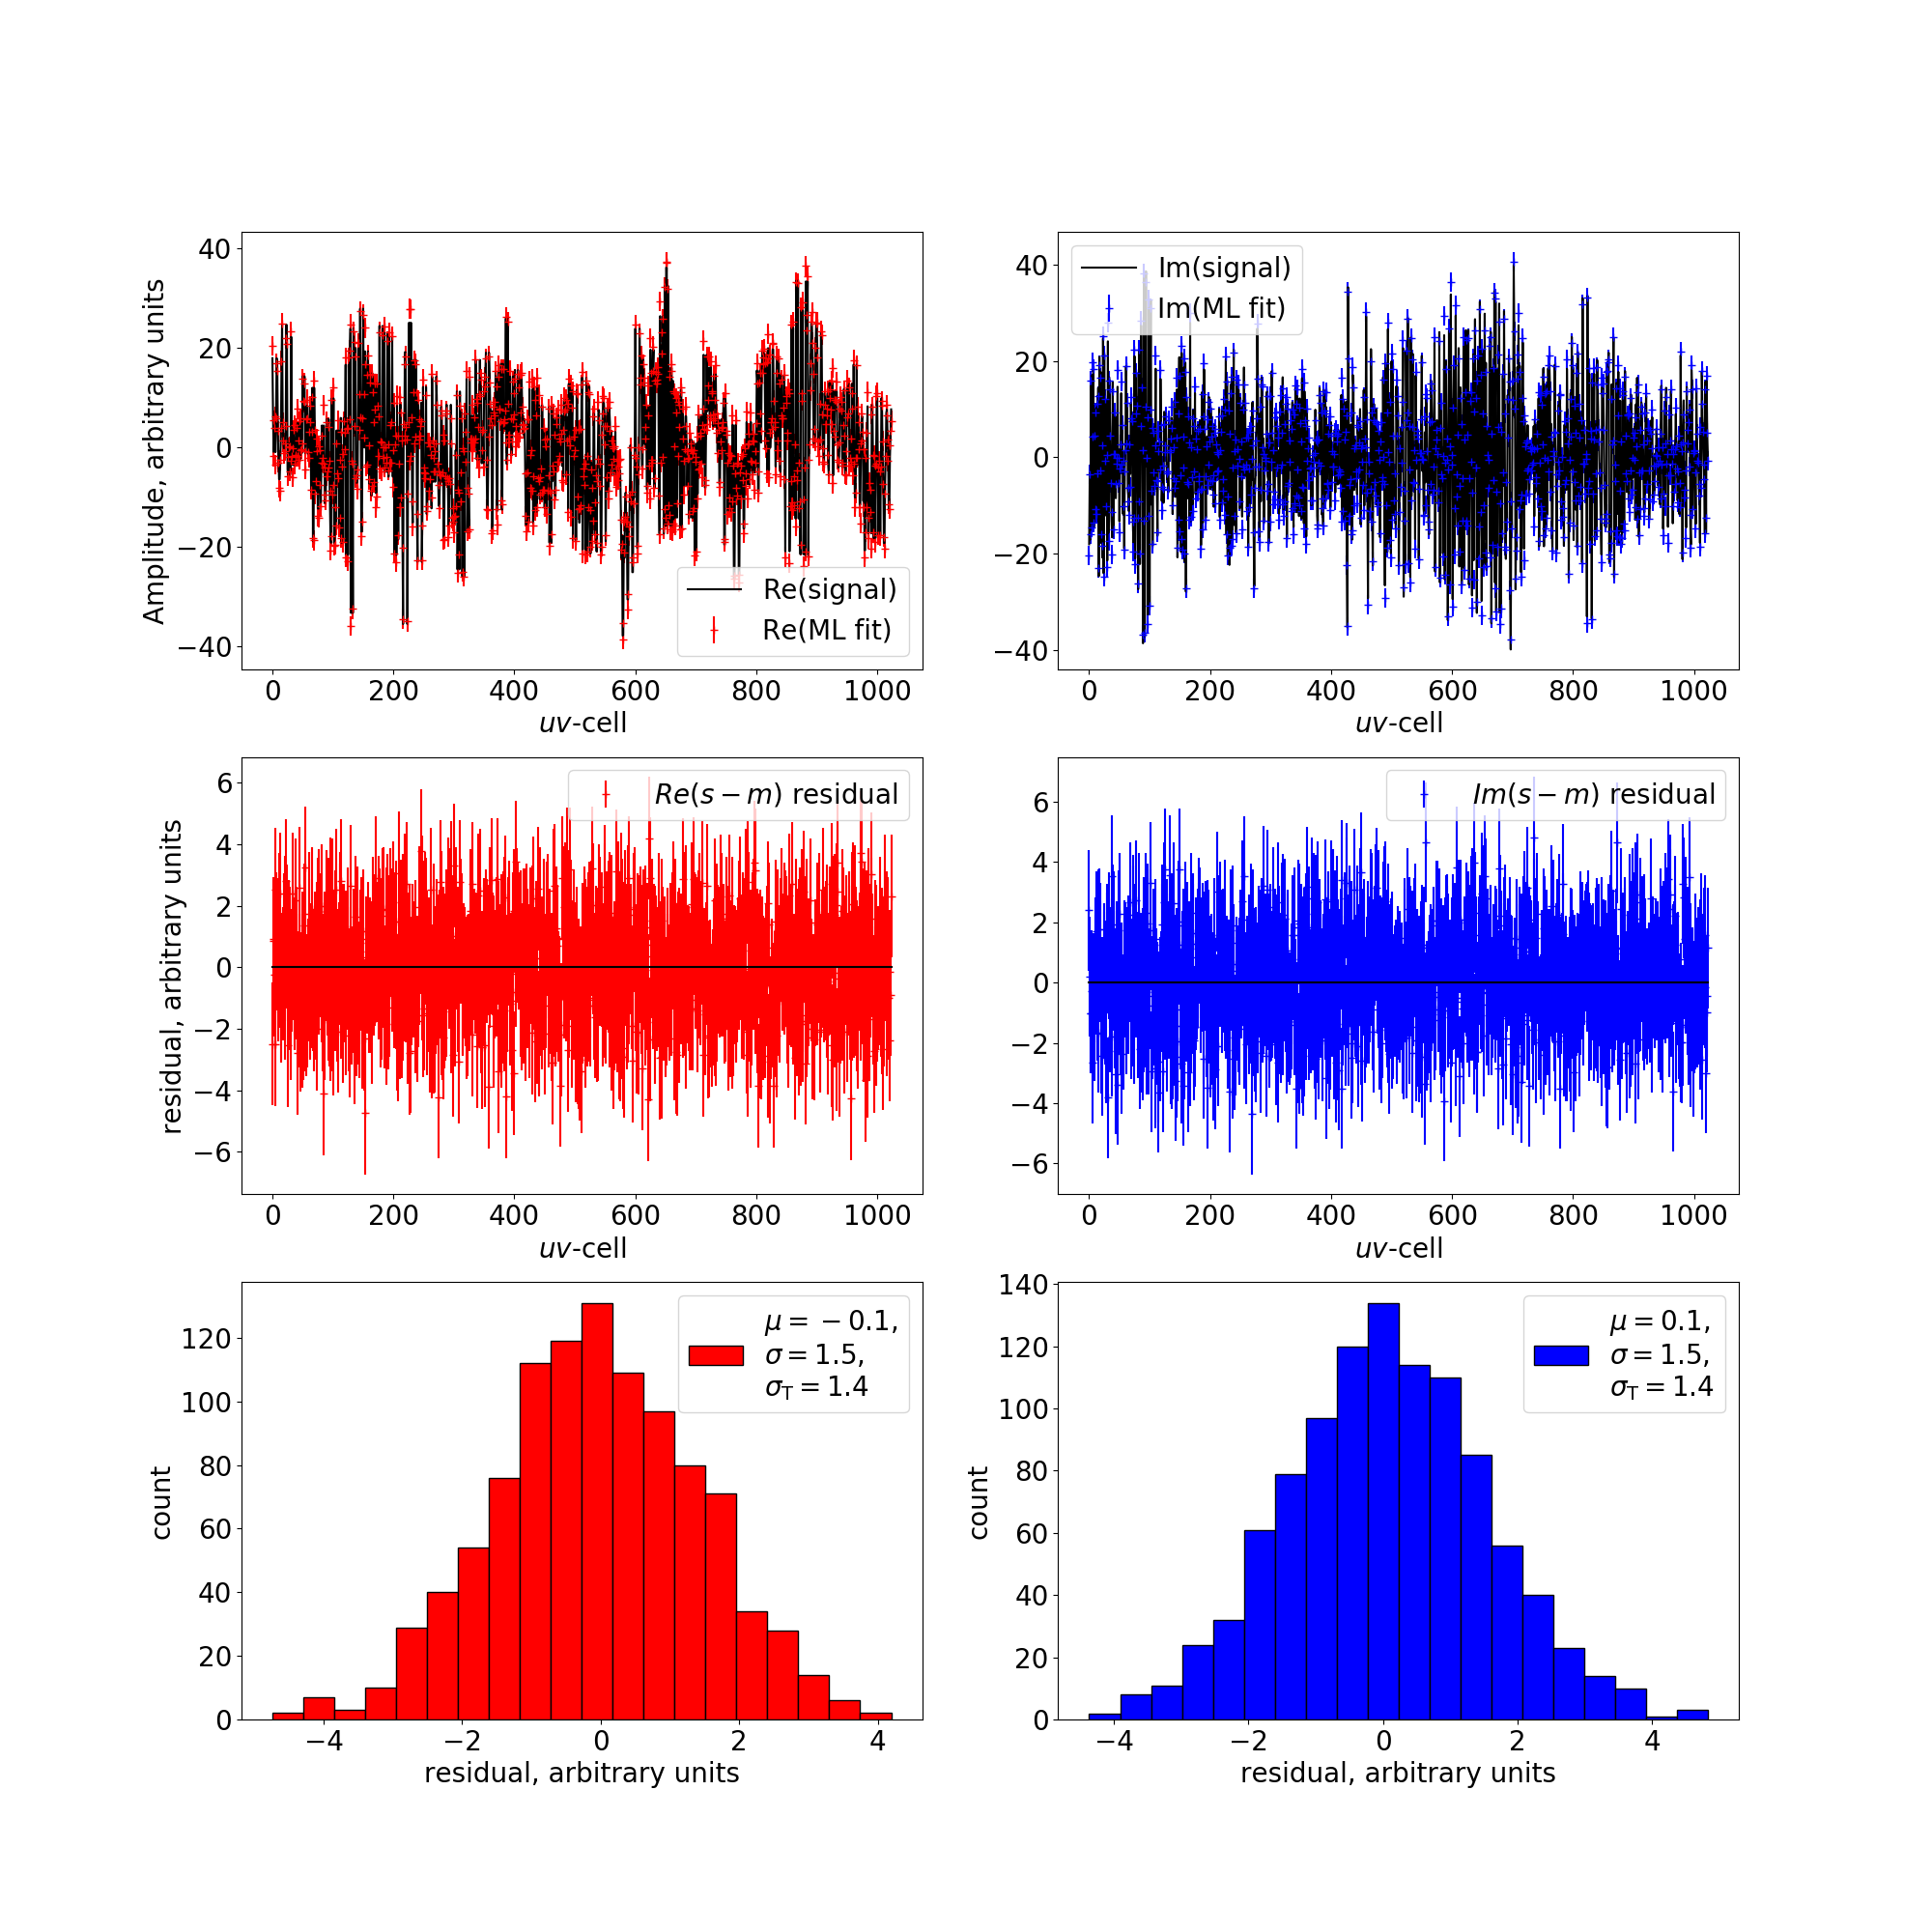 40
20
0
−20
−40
Amplitude, arbitrary units
Re(signal)
Re(ML fit)
0 200 400 600 800 1000
uv-cell
40
20
0
−20
−40
Im(signal)
Im(ML fit)
0 200 400 600 800 1000
uv-cell
6
4
2
0
−2
−4
−6
residual, arbitrary units
Re(s − m) residual
0 200 400 600 800 1000
uv-cell
6
4
2
0
−2
−4
−6
Im(s − m) residual
0 200 400 600 800 1000
uv-cell
120
100
80
60
40
20
0
count
μ = −0.1,
σ = 1.5,
σT = 1.4
−4 −2 0 2 4
residual, arbitrary units
140
120
100
80
60
40
20
0
count
μ = 0.1,
σ = 1.5,
σT = 1.4
−4 −2 0 2 4
residual, arbitrary units